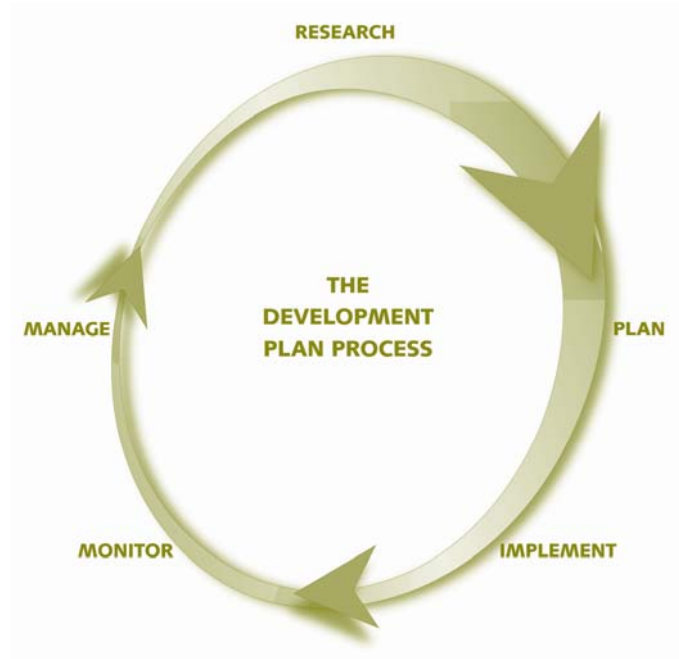 RESEARCH
THE
DEVELOPMENT
PLAN PROCESS
MANAGE
PLAN
MONITOR
IMPLEMENT